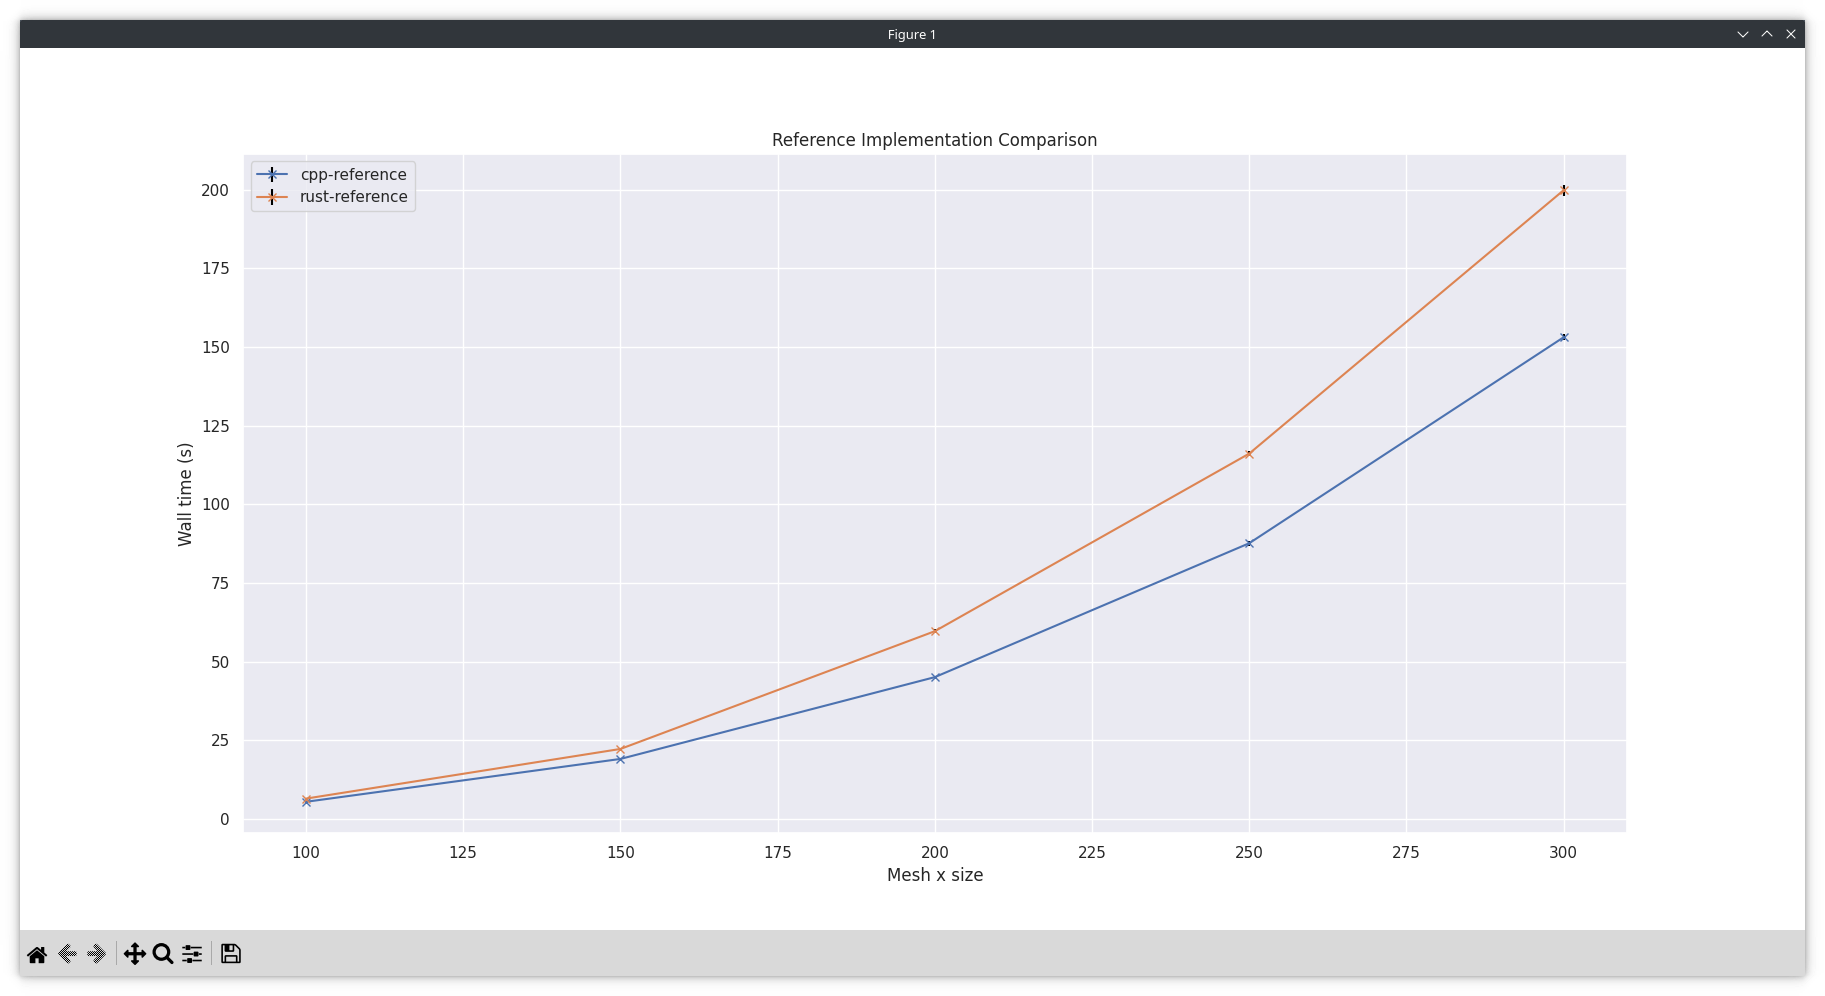 Figure 1
Reference Implementation Comparison
cpp-reference
rust-reference
200
175
150
125
100
75
50
25
0
Wall time (s)
100 125 150 175 200 225 250 275 300
Mesh x size